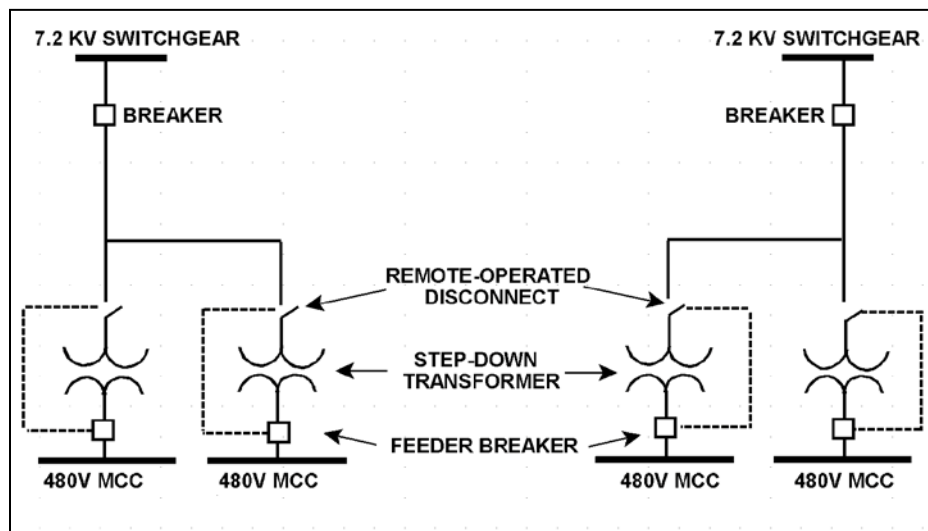 7.2 KV SWITCHGEAR
7.2 KV SWITCHGEAR
BREAKER
BREAKER
REMOTE-OPERATED
DISCONNECT
STEP-DOWN
TRANSFORMER
FEEDER BREAKER
480V MCC
480V MCC
480V MCC
480V MCC